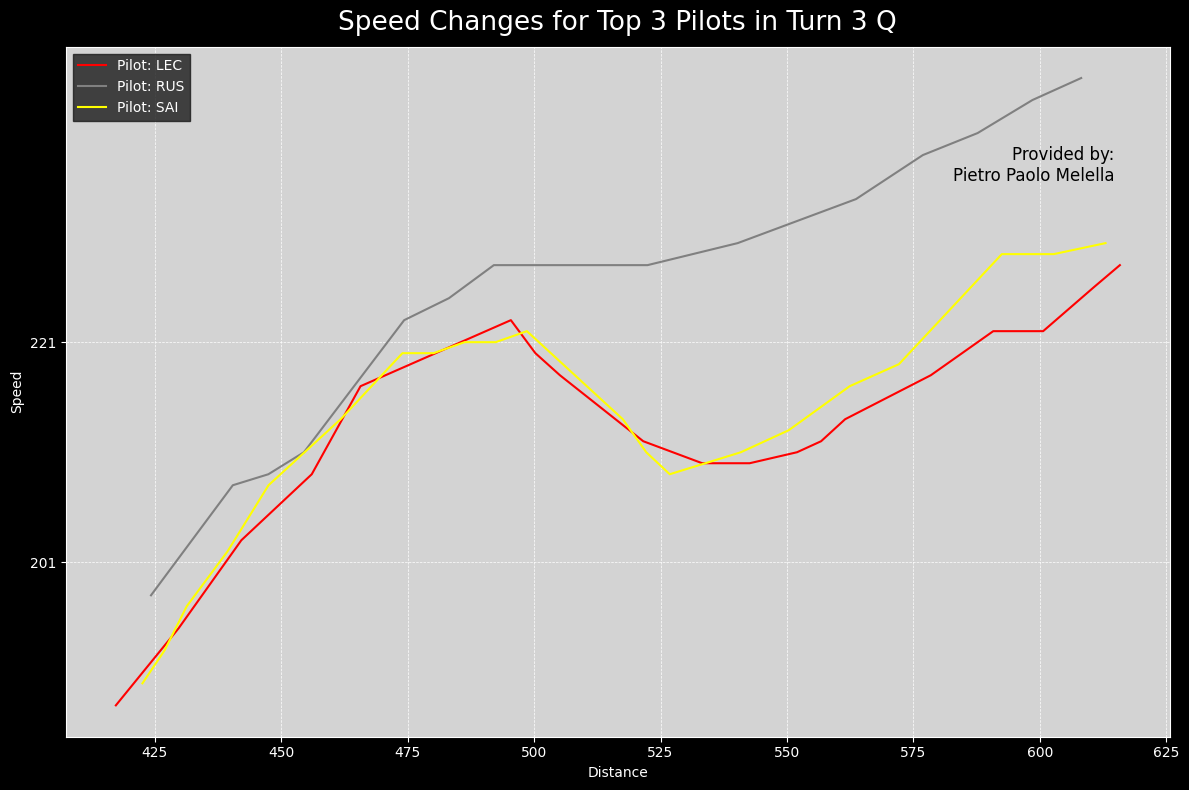 Speed Changes for Top 3 Pilots in Turn 3 Q
Pilot: LEC
Pilot: RUS
Pilot: SAI
Provided by:
Pietro Paolo Melella
221
201
Speed
425 450 475 500 525 550 575 600 625
Distance